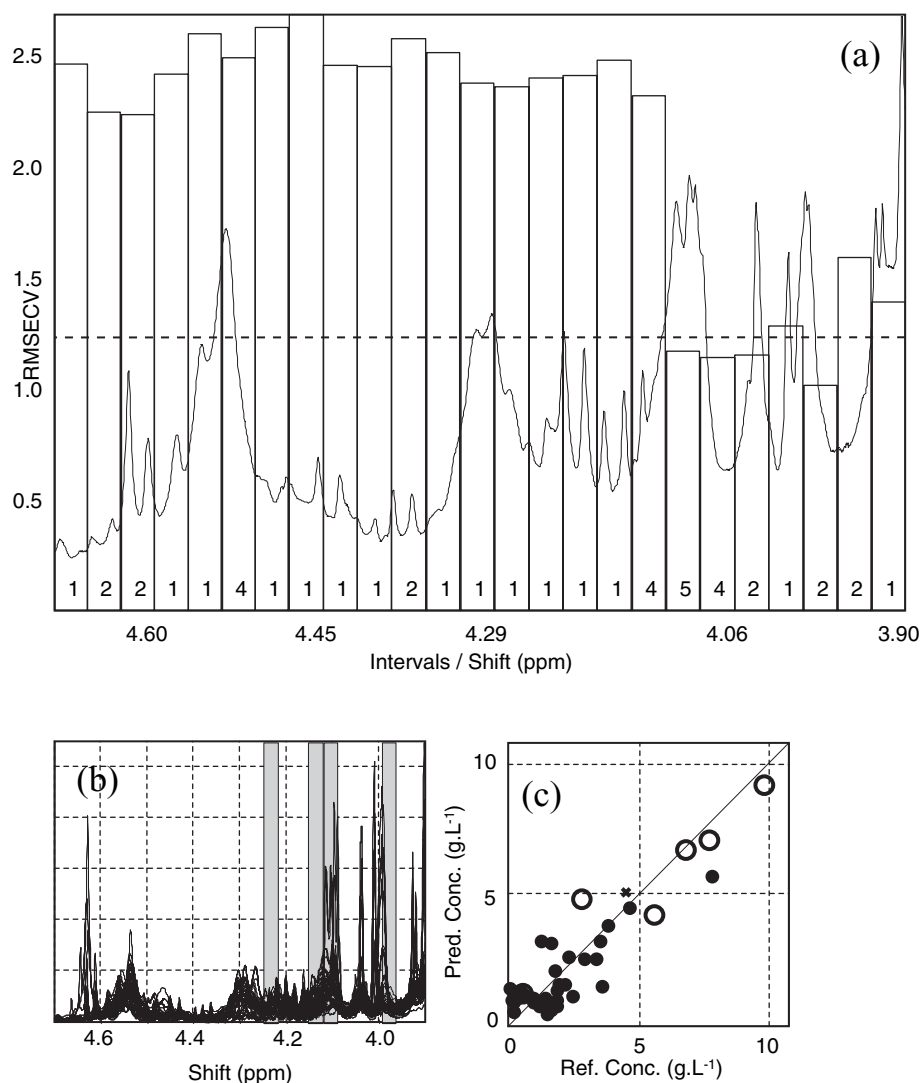 (a)
2.5
2.0
1.5
1.0
0.5
RMSECV
1 2 2 1 1 4 1 1 1 1 2 1 1 1 1 1 1 4 5 4 2 1 2 2 1
4.60 4.45 4.29 4.06 3.90
Intervals / Shift (ppm)
(b)
4.6 4.4 4.2 4.0
Shift (ppm)
(c)
10
5
0
Pred. Conc. (g.L-1)
0 5 10
Ref. Conc. (g.L-1)